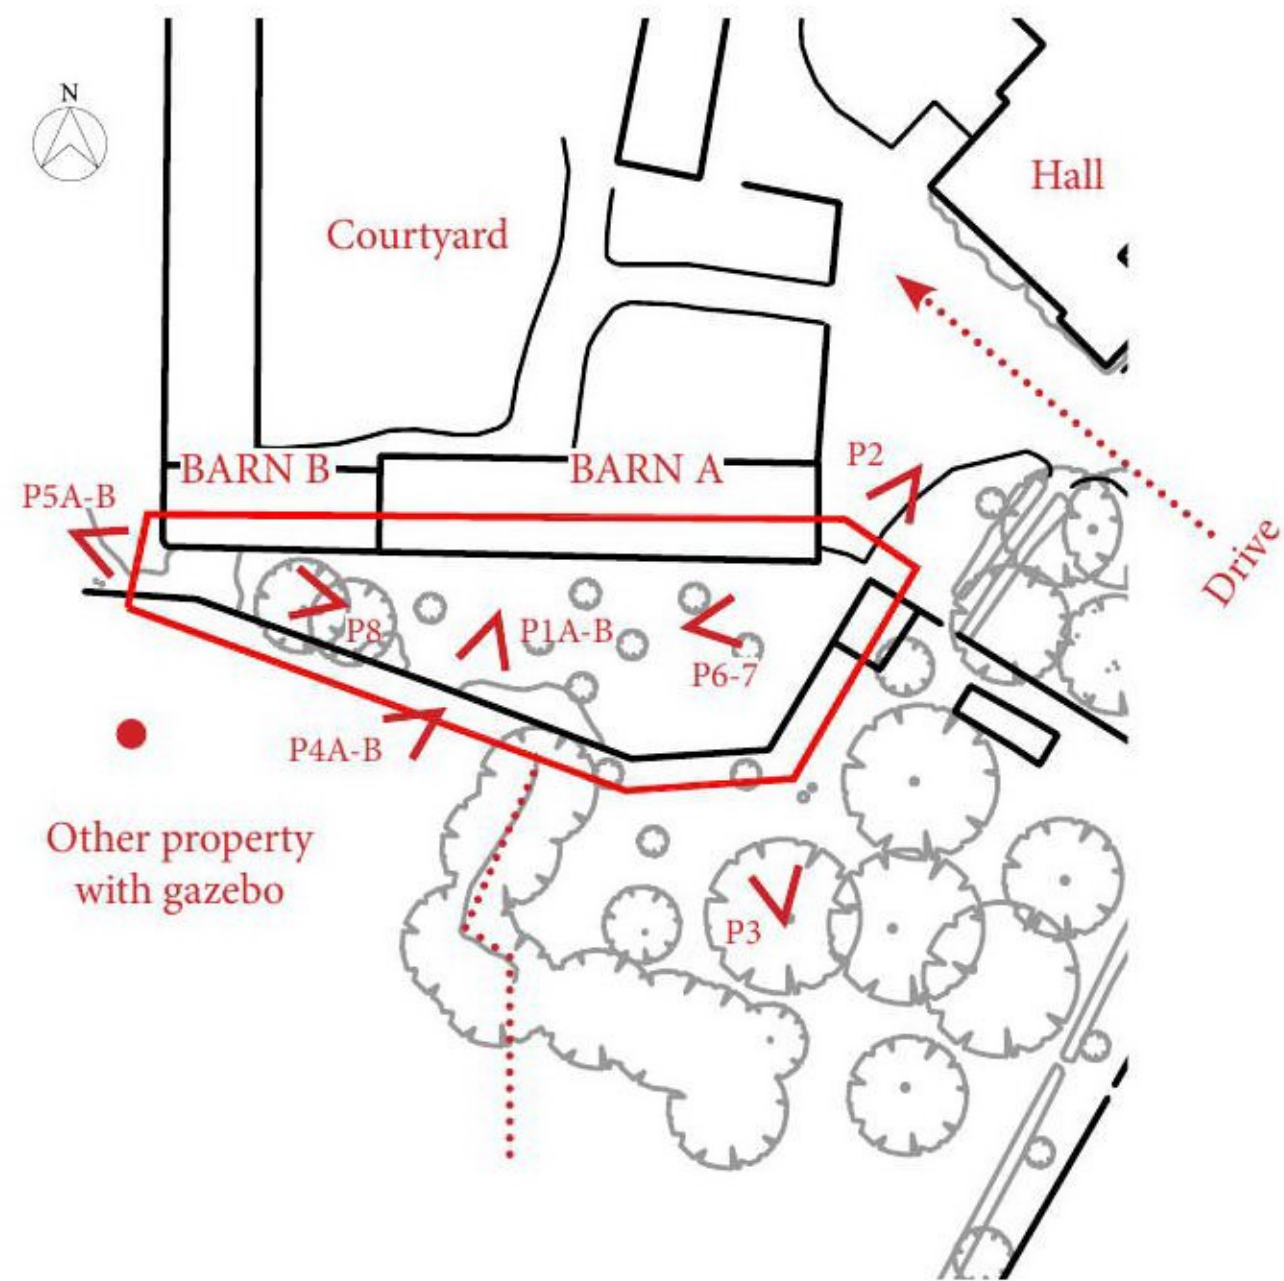 N
Hall
Courtyard
P2
BARN B
BARN A
P5A-B
Drive
P8
P1A-B
P6-7
P4A-B
Other property
with gazebo
P3